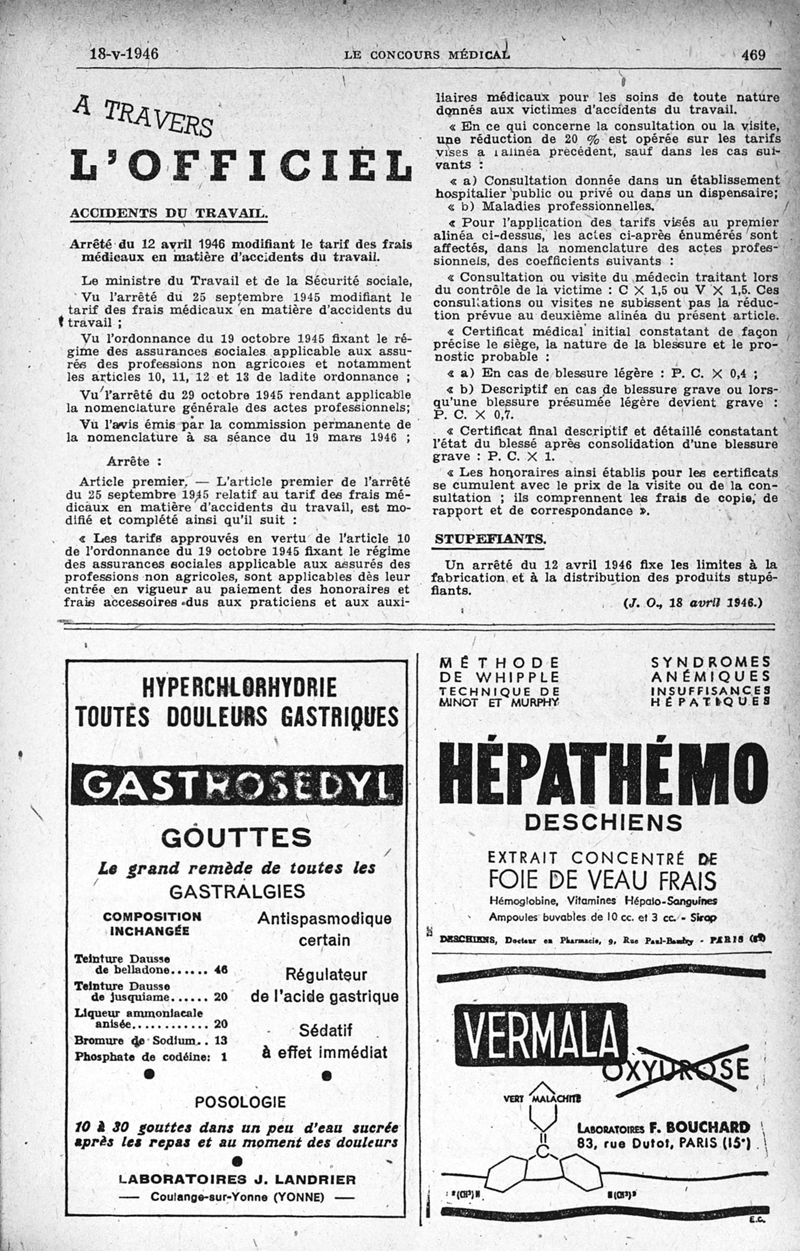 18-V-1946
LE CONCOURS MÉDICAL
469
A TRAVERS
L'OFFICIEL
ACCIDENTS DU TRAVAIL.
Arrêté du 12 avril 1946 modifiant le tarif des frais
médicaux en matière d'accidents du travail.
Le ministre du Travail et de la Sécurité sociale,
Vu l'arrêté du 25 septembre 1945 modifiant le
tarif des frais médicaux en matière d'accidents du
travail ;
Vu l'ordonnance du 19 octobre 1945 fixant le ré-
gime des assurances sociales applicable aux assu-
rés des professions non agricoles et notamment
les articles 10, 11, 12 et 13 de ladite ordonnance ;
Vu l'arrêté du 29 octobre 1945 rendant applicable
la nomenclature générale des actes professionnels;
Vu l'avis émis par la commission permanente de
la nomenclature à sa séance du 19 mars 1946 ;
Arrête :
Article premier. — L'article premier de l'arrêté
du 25 septembre 1945 relatif au tarif des frais mé-
dicaux en matière d'accidents du travail, est mo-
difié et complété ainsi qu'il suit :
« Les tarifs approuvés en vertu de l'article 10
de l'ordonnance du 19 octobre 1945 fixant le régime
des assurances sociales applicable aux assurés des
professions non agricoles, sont applicables dès leur
entrée en vigueur au paiement des honoraires et
frais accessoires dus aux praticiens et aux auxi-
liaires médicaux pour les soins de toute nature
donnés aux victimes d'accidents du travail.
« En ce qui concerne la consultation ou la visite,
une réduction de 20 % est opérée sur les tarifs
visés à l'alinéa précédent, sauf dans les cas sui-
vants :
« a) Consultation donnée dans un établissement
hospitalier public ou privé ou dans un dispensaire;
« b) Maladies professionnelles.
« Pour l'application des tarifs visés au premier
alinéa ci-dessus, les actes ci-après énumérés sont
affectés, dans la nomenclature des actes profes-
sionnels, des coefficients suivants :
« Consultation ou visite du médecin traitant lors
du contrôle de la victime : C X 1,5 ou V X 1,5. Ces
consultations ou visites ne subissent pas la réduc-
tion prévue au deuxième alinéa du présent article.
« Certificat médical initial constatant de façon
précise le siège, la nature de la blessure et le pro-
nostic probable :
« a) En cas de blessure légère : P. C. X 0,4 ;
« b) Descriptif en cas de blessure grave ou lors-
qu'une blessure présumée légère devient grave :
P. C. X 0,7.
« Certificat final descriptif et détaillé constatant
l'état du blessé après consolidation d'une blessure
grave : P. C. X 1.
« Les honoraires ainsi établis pour les certificats
se cumulent avec le prix de la visite ou de la con-
sultation ; ils comprennent les frais de copie, de
rapport et de correspondance ».
STUPEFIANTS.
Un arrêté du 12 avril 1946 fixe les limites à la
fabrication et à la distribution des produits stupé-
fiants.
(J. O., 18 avril 1946.)
HYPERCHLORHYDRIE
TOUTES DOULEURS GASTRIQUES
GASTROSEDYL
GOUTTES
Le grand remède de toutes les
GASTRALGIES
COMPOSITION
INCHANGÉE
Teinture Dausse
de belladone...... 46
Teinture Dausse
de jusquiame...... 20
Liqueur ammoniacale
anisée............ 20
Bromure de Sodium.. 13
Phosphate de codéine: 1
Antispasmodique
certain
Régulateur
de l'acide gastrique
Sédatif
à effet immédiat
POSOLOGIE
10 à 30 gouttes dans un peu d'eau sucrée
après les repas et au moment des douleurs
LABORATOIRES J. LANDRIER
— Coulange-sur-Yonne (YONNE) —
MÉTHODE
DE WHIPPLE
TECHNIQUE DE
MINOT ET MURPHY
SYNDROMES
ANÉMIQUES
INSUFFISANCES
HÉPATIQUES
HÉPATHÉMO
DESCHIENS
EXTRAIT CONCENTRÉ DE
FOIE DE VEAU FRAIS
Hémoglobine, Vitamines Hépato-Sanguines
Ampoules buvables de 10 cc. et 3 cc. - Sirop
DESCHIENS, Docteur en Pharmacie, 9, Rue Paul-Baudry - PARIS (8e)
VERMALA
OXYUROSE
VERT MALACHITE
C
LABORATOIRES F. BOUCHARD
83, rue Dutot, PARIS (15e)
E.C.